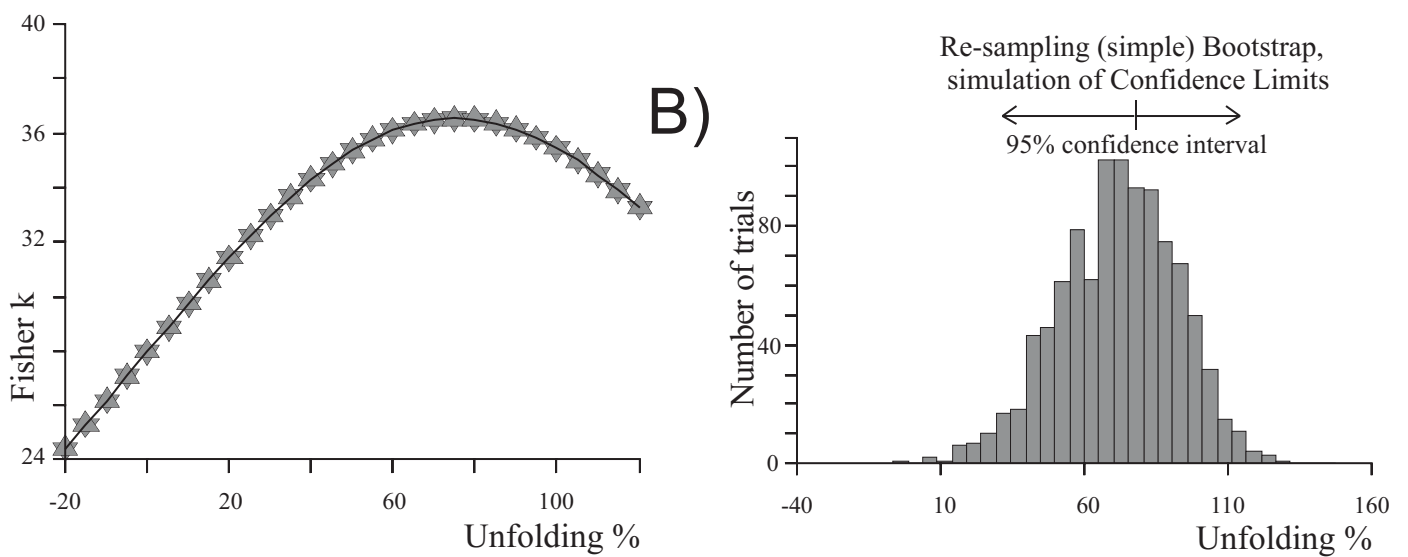 40
36
32
24
Fisher k
-20
20
60
100
Unfolding %
B)
Re-sampling (simple) Bootstrap,
simulation of Confidence Limits
95% confidence interval
Number of trials
80
40
0
-40
10
60
110
160
Unfolding %